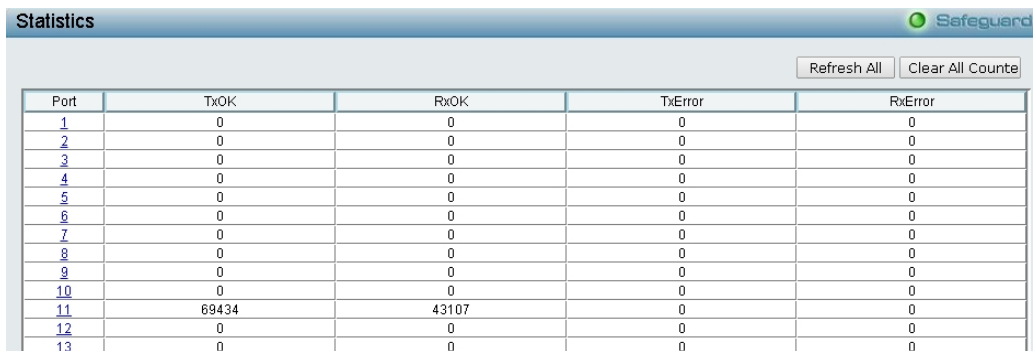 Statistics
Safeguard
Refresh All Clear All Counte
Port TxOK RxOK TxError RxError
1 0 0 0 0
2 0 0 0 0
3 0 0 0 0
4 0 0 0 0
5 0 0 0 0
6 0 0 0 0
7 0 0 0 0
8 0 0 0 0
9 0 0 0 0
10 0 0 0 0
11 69434 43107 0 0
12 0 0 0 0
13 0 0 0 0